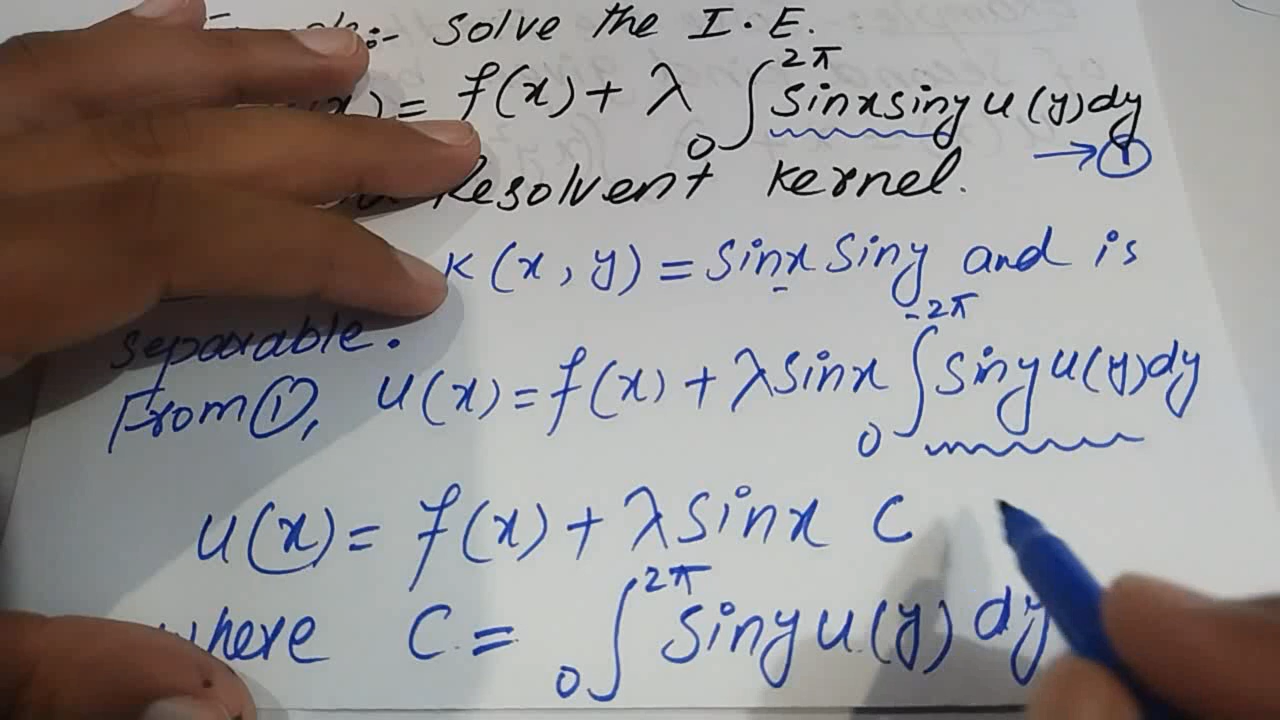 :- Solve the I.E.
(x) = f(x) + λ ∫₀^{2π} sinx siny u(y)dy → ①
Resolvent kernel.
K(x, y) = sinx siny and is
separable.
From ①, u(x) = f(x) + λ sinx ∫₀^{2π} siny u(y)dy
u(x) = f(x) + λ sinx C
where C = ∫₀^{2π} siny u(y) dy